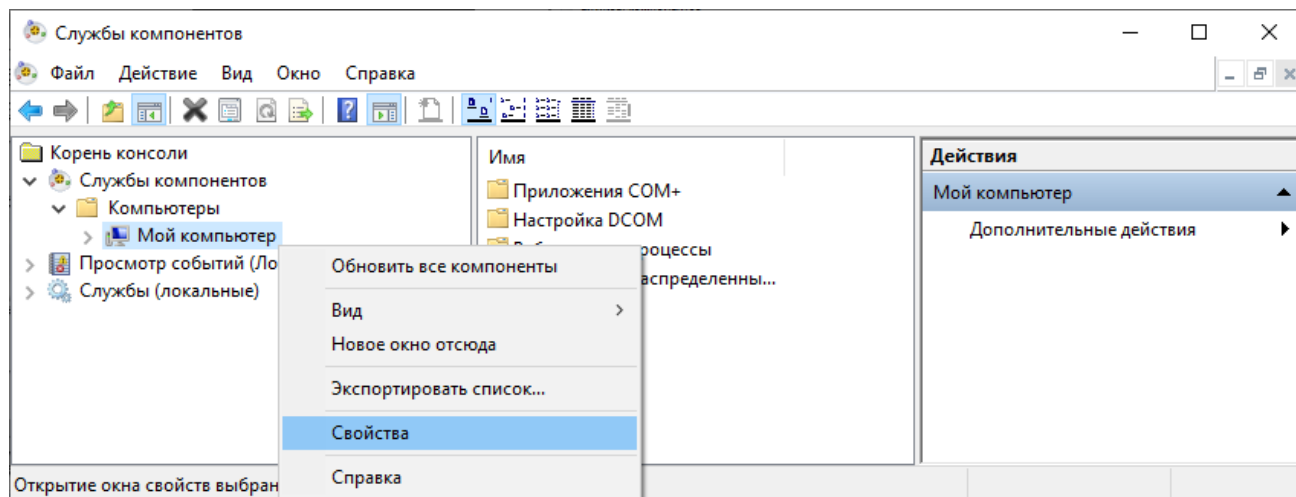 Службы компонентов
Файл Действие Вид Окно Справка
Корень консоли
Службы компонентов
Компьютеры
Мой компьютер
Просмотр событий (Ло
Службы (локальные)
Имя
Приложения COM+
Настройка DCOM
роцессы
аспределенны...
Действия
Мой компьютер
Дополнительные действия
Обновить все компоненты
Вид
Новое окно отсюда
Экспортировать список...
Свойства
Справка
Открытие окна свойств выбран